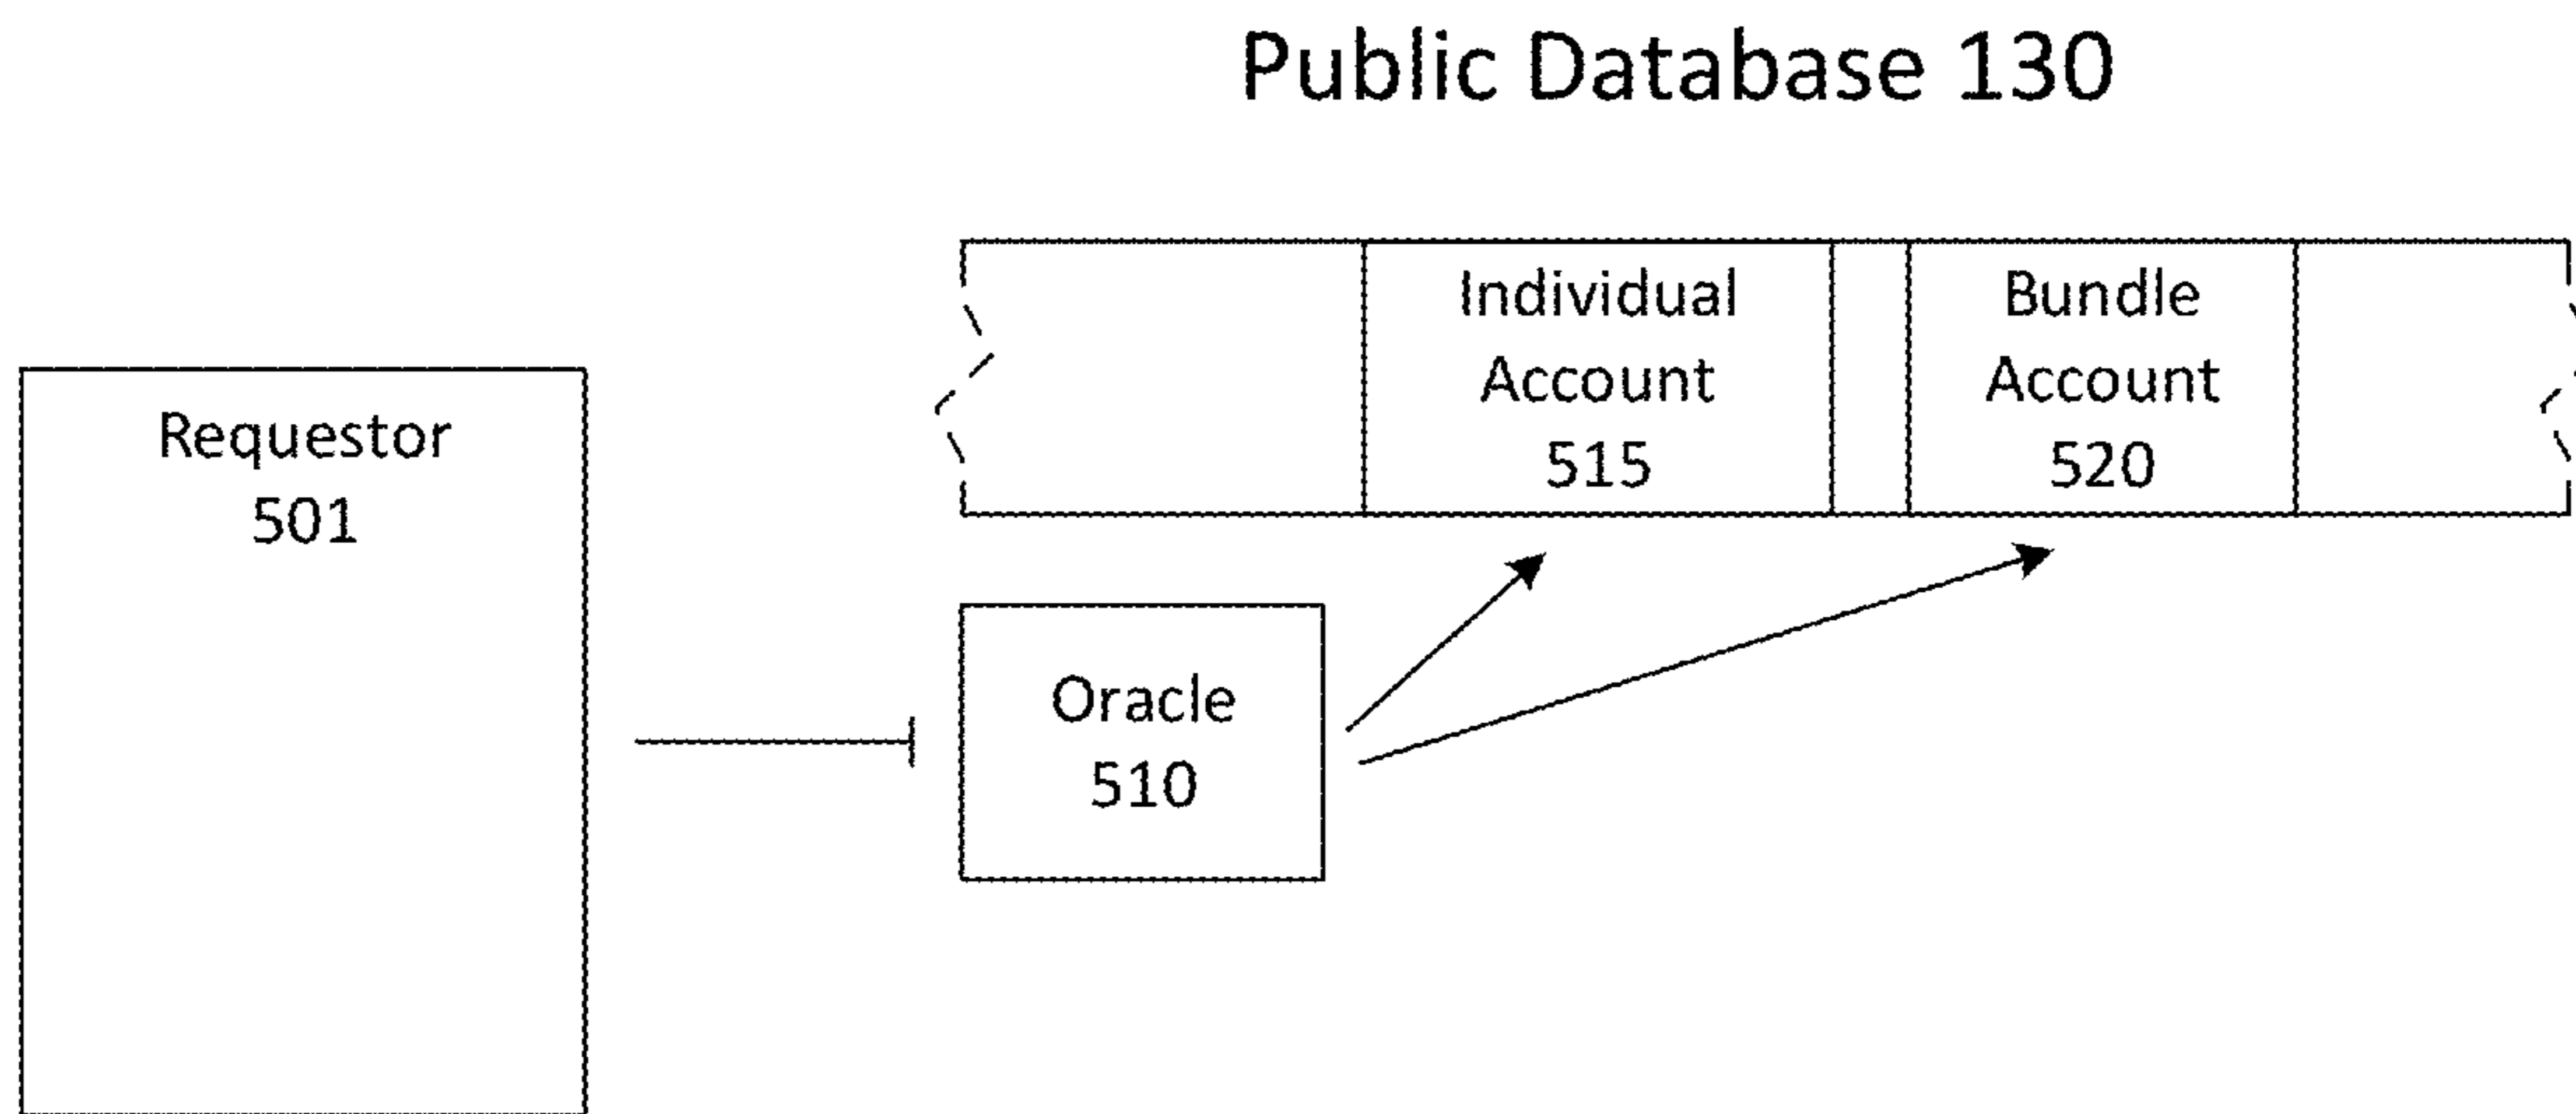 Public Database 130
Individual
Account
515
Bundle
Account
520
Requestor
501
Oracle
510